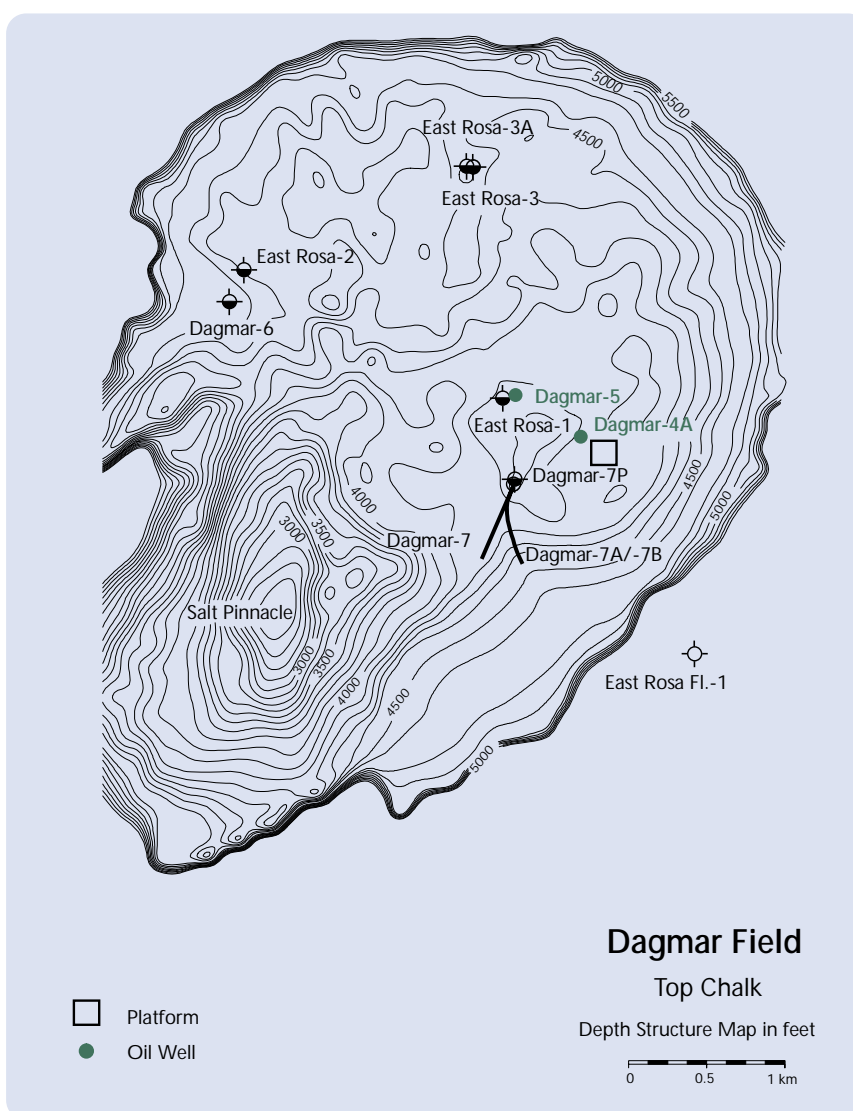 5000
5500
East Rosa-3A
4500
East Rosa-3
East Rosa-2
Dagmar-6
Dagmar-5
East Rosa-1
Dagmar-4A
Dagmar-7P
4500
4000
5000
3000
3500
Dagmar-7
Dagmar-7A/-7B
Salt Pinnacle
3000
3500
East Rosa Fl.-1
4000
4500
5000
Dagmar Field
Top Chalk
Depth Structure Map in feet
Platform
Oil Well
0 0.5 1 km